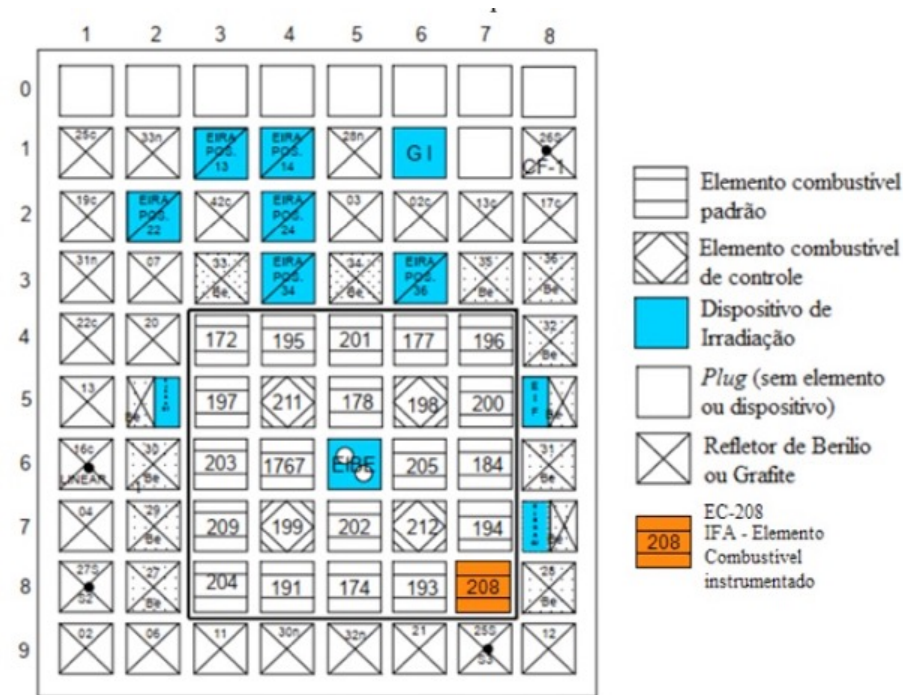 1 2 3 4 5 6 7 8
0
1 25c 33n EIRA POS. 13 EIRA POS. 14 28n GI 26S CF-1
2 19c EIRA POS. 22 42c EIRA POS. 24 03 02c 13c 17c
3 31n 07 33 Be EIRA POS. 34 34 Be EIRA POS. 36 35 Be 36 Be
4 22c 20 172 195 201 177 196 32 Be
5 13 Be 197 211 178 198 200 EIF Be
6 16c LINEAR 30 Be 203 1767 EIBE 205 184 31 Be
7 04 29 Be 209 199 202 212 194 Be
8 27S S2 27 Be 204 191 174 193 208 28 Be
9 02 06 11 30n 32n 21 25S S3 12
Elemento combustível
padrão
Elemento combustível
de controle
Dispositivo de
Irradiação
Plug (sem elemento
ou dispositivo)
Refletor de Berílio
ou Grafite
208
EC-208
IFA - Elemento
Combustível
instrumentado